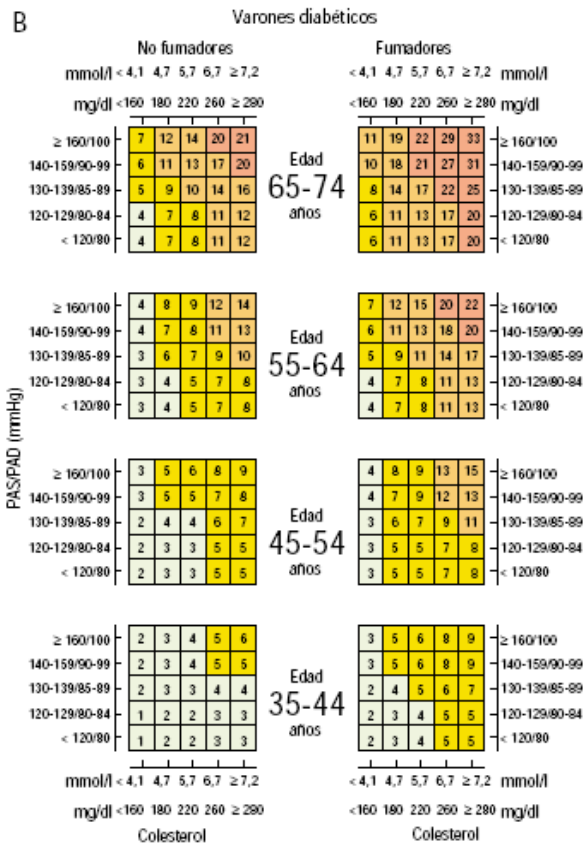 B
Varones diabéticos
No fumadores Fumadores
mmol/l < 4,1 4,7 5,7 6,7 ≥ 7,2 < 4,1 4,7 5,7 6,7 ≥ 7,2 mmol/l
mg/dl <160 180 220 260 ≥ 280 <160 180 220 260 ≥ 280 mg/dl
≥ 160/100 7 12 14 20 21 11 19 22 29 33 ≥ 160/100
140-159/90-99 6 11 13 17 20 Edad 10 18 21 27 31 140-159/90-99
130-139/85-89 5 9 10 14 16 65-74 8 14 17 22 25 130-139/85-89
120-129/80-84 4 7 8 11 12 años 6 11 13 17 20 120-129/80-84
< 120/80 4 7 8 11 12 6 11 13 17 20 < 120/80
≥ 160/100 4 8 9 12 14 7 12 15 20 22 ≥ 160/100
140-159/90-99 4 7 8 11 13 Edad 6 11 13 18 20 140-159/90-99
130-139/85-89 3 6 7 9 10 55-64 5 9 11 14 17 130-139/85-89
120-129/80-84 3 4 5 7 8 años 4 7 8 11 13 120-129/80-84
< 120/80 3 4 5 7 8 4 7 8 11 13 < 120/80
PAS/PAD (mmHg)
≥ 160/100 3 5 6 8 9 4 8 9 13 15 ≥ 160/100
140-159/90-99 3 5 5 7 8 Edad 4 7 9 12 13 140-159/90-99
130-139/85-89 2 4 4 6 7 45-54 3 6 7 9 11 130-139/85-89
120-129/80-84 2 3 3 5 5 años 3 5 5 7 8 120-129/80-84
< 120/80 2 3 3 5 5 3 5 5 7 8 < 120/80
≥ 160/100 2 3 4 5 6 3 5 6 8 9 ≥ 160/100
140-159/90-99 2 3 4 5 5 Edad 3 5 6 8 9 140-159/90-99
130-139/85-89 2 3 3 4 4 35-44 2 4 5 6 7 130-139/85-89
120-129/80-84 1 2 2 3 3 años 2 3 4 5 5 120-129/80-84
< 120/80 1 2 2 3 3 2 3 4 5 5 < 120/80
mmol/l < 4,1 4,7 5,7 6,7 ≥ 7,2 < 4,1 4,7 5,7 6,7 ≥ 7,2 mmol/l
mg/dl <160 180 220 260 ≥ 280 <160 180 220 260 ≥ 280 mg/dl
Colesterol Colesterol